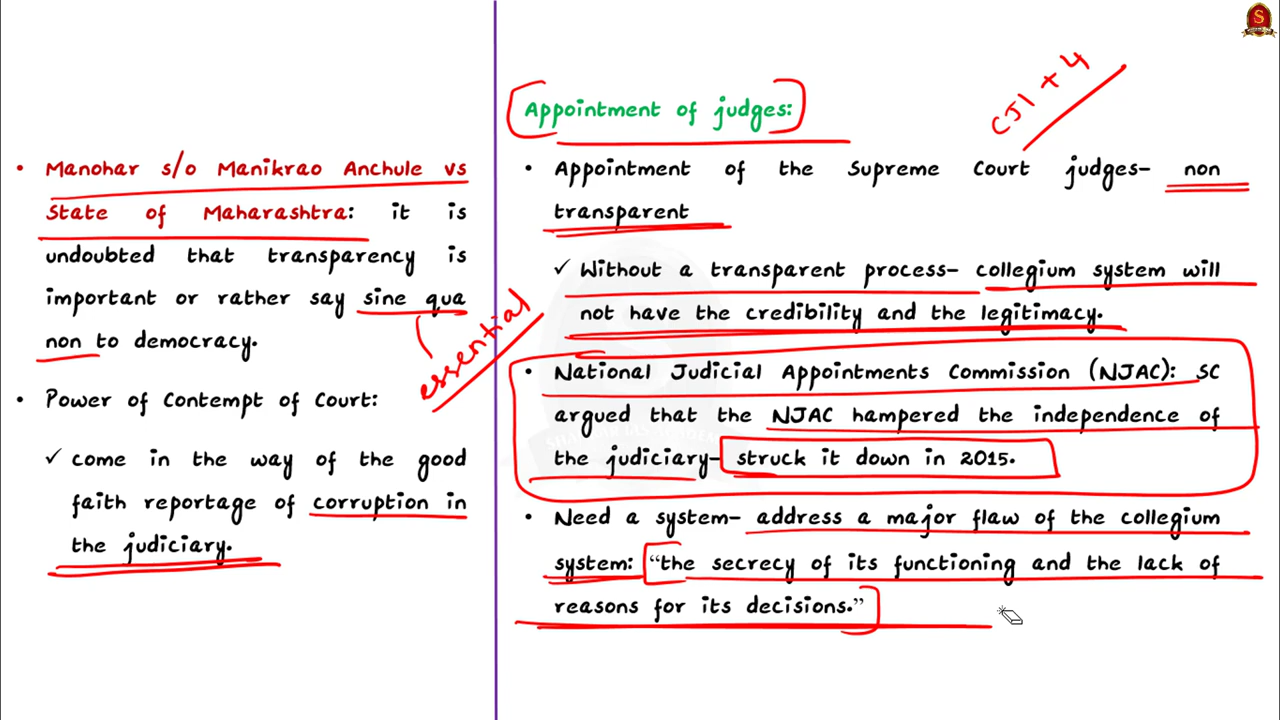 • Manohar s/o Manikrao Anchule vs
State of Maharashtra: it is
undoubted that transparency is
important or rather say sine qua
non to democracy.
essential
• Power of Contempt of Court:
✓ come in the way of the good
faith reportage of corruption in
the judiciary.
Appointment of judges:
CJI + 4
• Appointment of the Supreme Court judges- non
transparent
✓ Without a transparent process- collegium system will
not have the credibility and the legitimacy.
• National Judicial Appointments Commission (NJAC): SC
argued that the NJAC hampered the independence of
the judiciary- struck it down in 2015.
• Need a system- address a major flaw of the collegium
system: “the secrecy of its functioning and the lack of
reasons for its decisions.”